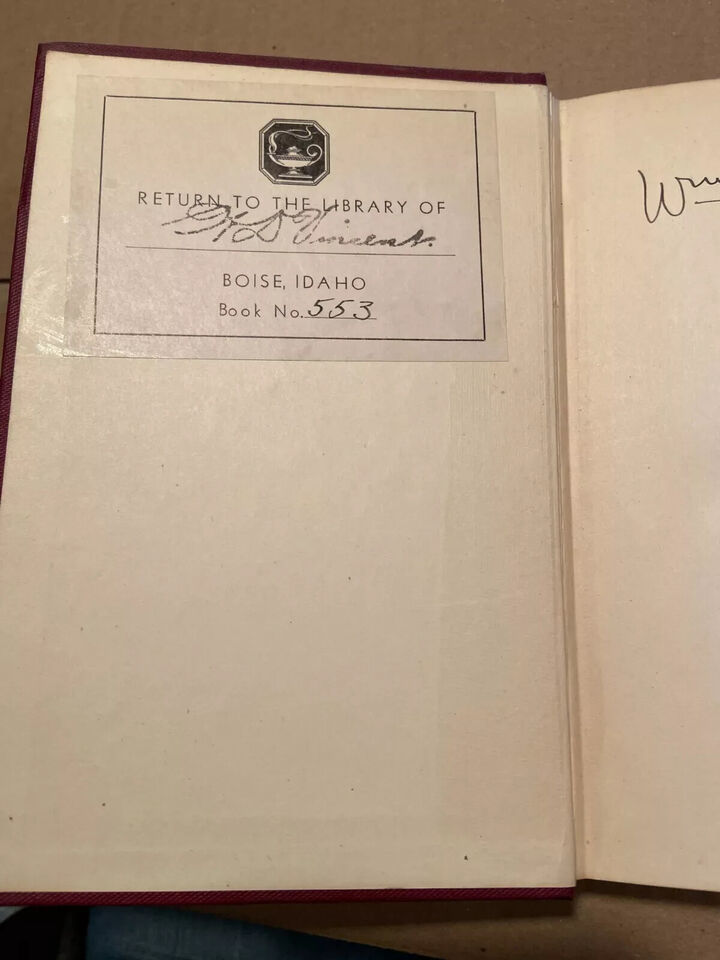 RETURN TO THE LIBRARY OF
W D Vincent.
BOISE, IDAHO
Book No. 553